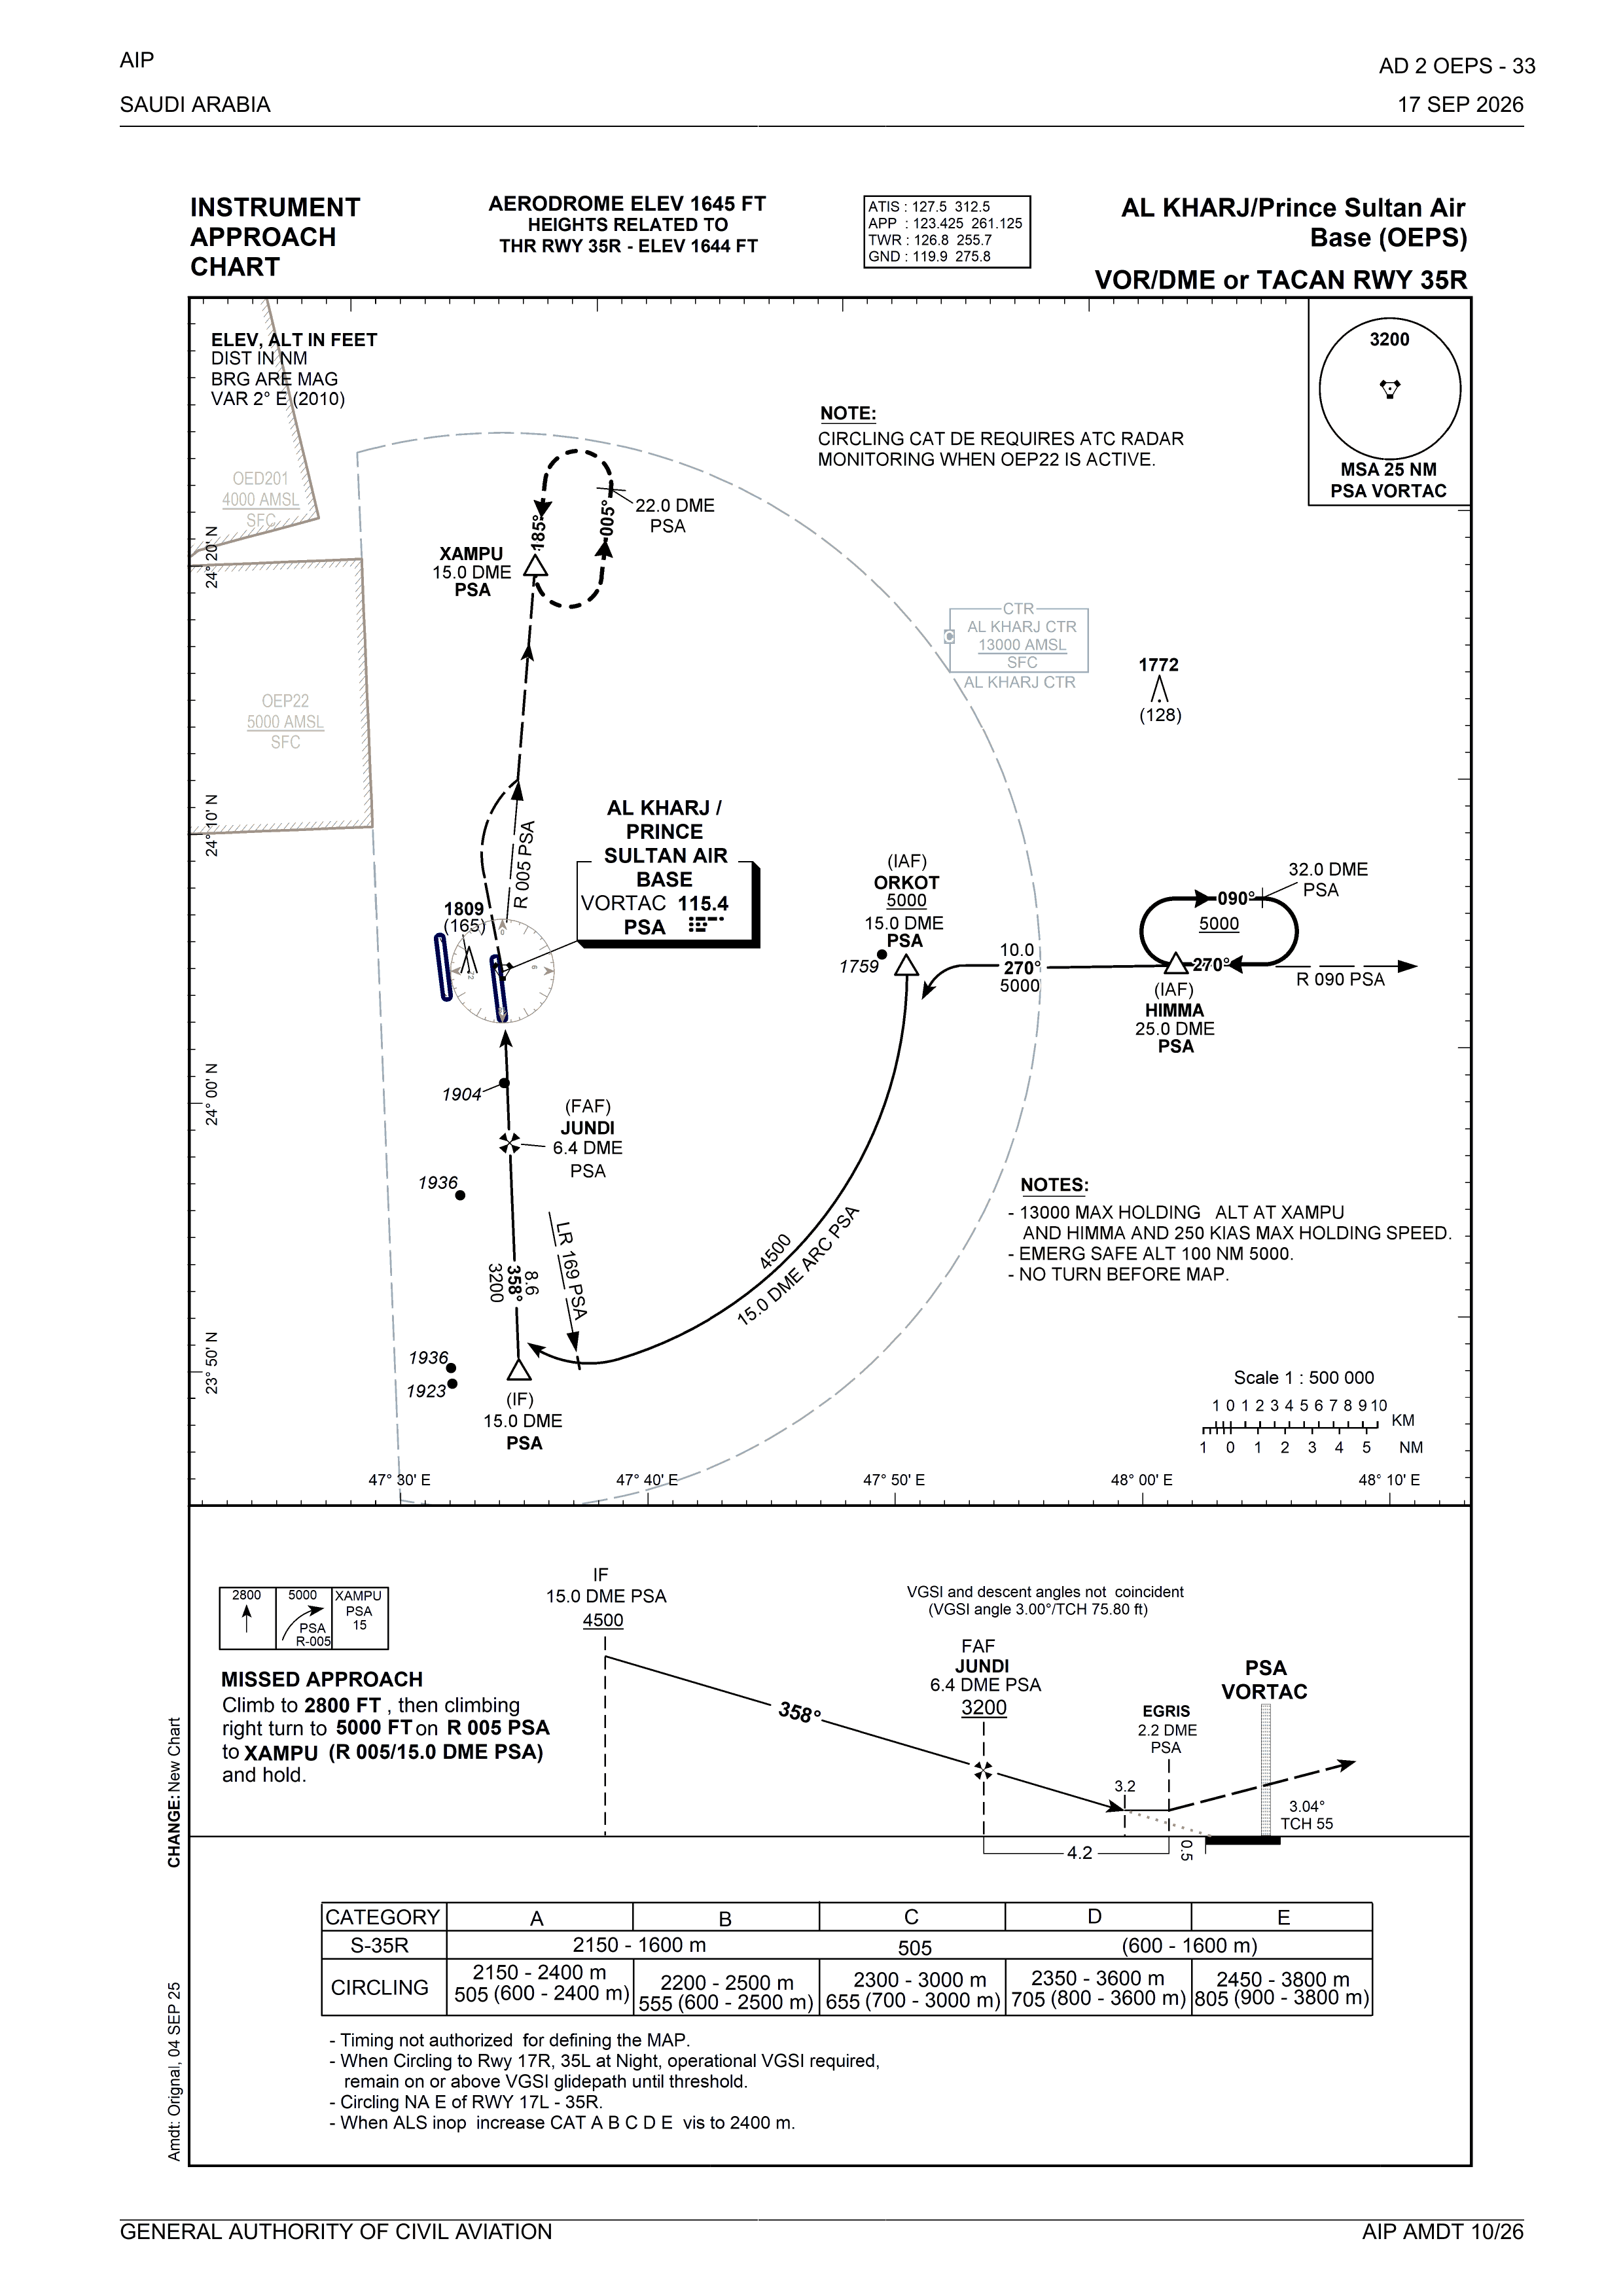 AIP
AD 2 OEPS - 33
SAUDI ARABIA
17 SEP 2026
INSTRUMENT
APPROACH
CHART
AERODROME ELEV 1645 FT
HEIGHTS RELATED TO
THR RWY 35R - ELEV 1644 FT
ATIS : 127.5 312.5
APP : 123.425 261.125
TWR : 126.8 255.7
GND : 119.9 275.8
AL KHARJ/Prince Sultan Air
Base (OEPS)
VOR/DME or TACAN RWY 35R
ELEV, ALT IN FEET
DIST IN NM
BRG ARE MAG
VAR 2° E (2010)
3200
MSA 25 NM
PSA VORTAC
NOTE:
CIRCLING CAT DE REQUIRES ATC RADAR
MONITORING WHEN OEP22 IS ACTIVE.
OED201
4000 AMSL
SFC
OEP22
5000 AMSL
SFC
24° 20' N
24° 10' N
24° 00' N
23° 50' N
185°
005°
22.0 DME
PSA
XAMPU
15.0 DME
PSA
CTR
AL KHARJ CTR
13000 AMSL
SFC
C
AL KHARJ CTR
1772
(128)
R 005 PSA
AL KHARJ /
PRINCE
SULTAN AIR
BASE
VORTAC 115.4
PSA
1809
(165)
(IAF)
ORKOT
5000
15.0 DME
PSA
1759
10.0
270°
5000
32.0 DME
PSA
090°
5000
270°
R 090 PSA
(IAF)
HIMMA
25.0 DME
PSA
1904
(FAF)
JUNDI
6.4 DME
PSA
1936
LR 169 PSA
8.6
358°
3200
4500
15.0 DME ARC PSA
NOTES:
- 13000 MAX HOLDING ALT AT XAMPU
AND HIMMA AND 250 KIAS MAX HOLDING SPEED.
- EMERG SAFE ALT 100 NM 5000.
- NO TURN BEFORE MAP.
1936
1923
(IF)
15.0 DME
PSA
Scale 1 : 500 000
1 0 1 2 3 4 5 6 7 8 9 10
KM
1 0 1 2 3 4 5 NM
47° 30' E
47° 40' E
47° 50' E
48° 00' E
48° 10' E
2800
5000
PSA
R-005
XAMPU
PSA
15
MISSED APPROACH
Climb to 2800 FT , then climbing
right turn to 5000 FT on R 005 PSA
to XAMPU (R 005/15.0 DME PSA)
and hold.
IF
15.0 DME PSA
4500
358°
VGSI and descent angles not coincident
(VGSI angle 3.00°/TCH 75.80 ft)
FAF
JUNDI
6.4 DME PSA
3200
EGRIS
2.2 DME
PSA
PSA
VORTAC
3.2
3.04°
TCH 55
4.2
0.5
CATEGORY A B C D E
S-35R 2150 - 1600 m 505 (600 - 1600 m)
CIRCLING
2150 - 2400 m
505 (600 - 2400 m)
2200 - 2500 m
555 (600 - 2500 m)
2300 - 3000 m
655 (700 - 3000 m)
2350 - 3600 m
705 (800 - 3600 m)
2450 - 3800 m
805 (900 - 3800 m)
- Timing not authorized for defining the MAP.
- When Circling to Rwy 17R, 35L at Night, operational VGSI required,
remain on or above VGSI glidepath until threshold.
- Circling NA E of RWY 17L - 35R.
- When ALS inop increase CAT A B C D E vis to 2400 m.
CHANGE: New Chart
Amdt: Orignal, 04 SEP 25
GENERAL AUTHORITY OF CIVIL AVIATION
AIP AMDT 10/26